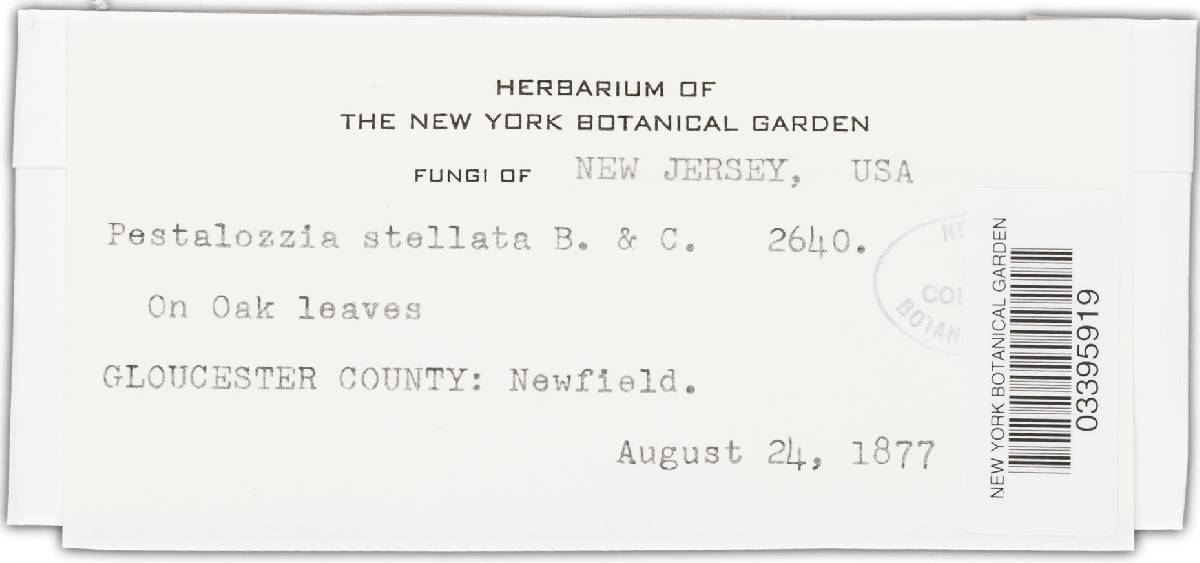 HERBARIUM OF
THE NEW YORK BOTANICAL GARDEN
FUNGI OF NEW JERSEY, USA
Pestalozzia stellata B. & C. 2640.
On Oak leaves
GLOUCESTER COUNTY: Newfield.
August 24, 1877
NEW YORK BOTANICAL GARDEN
03395919